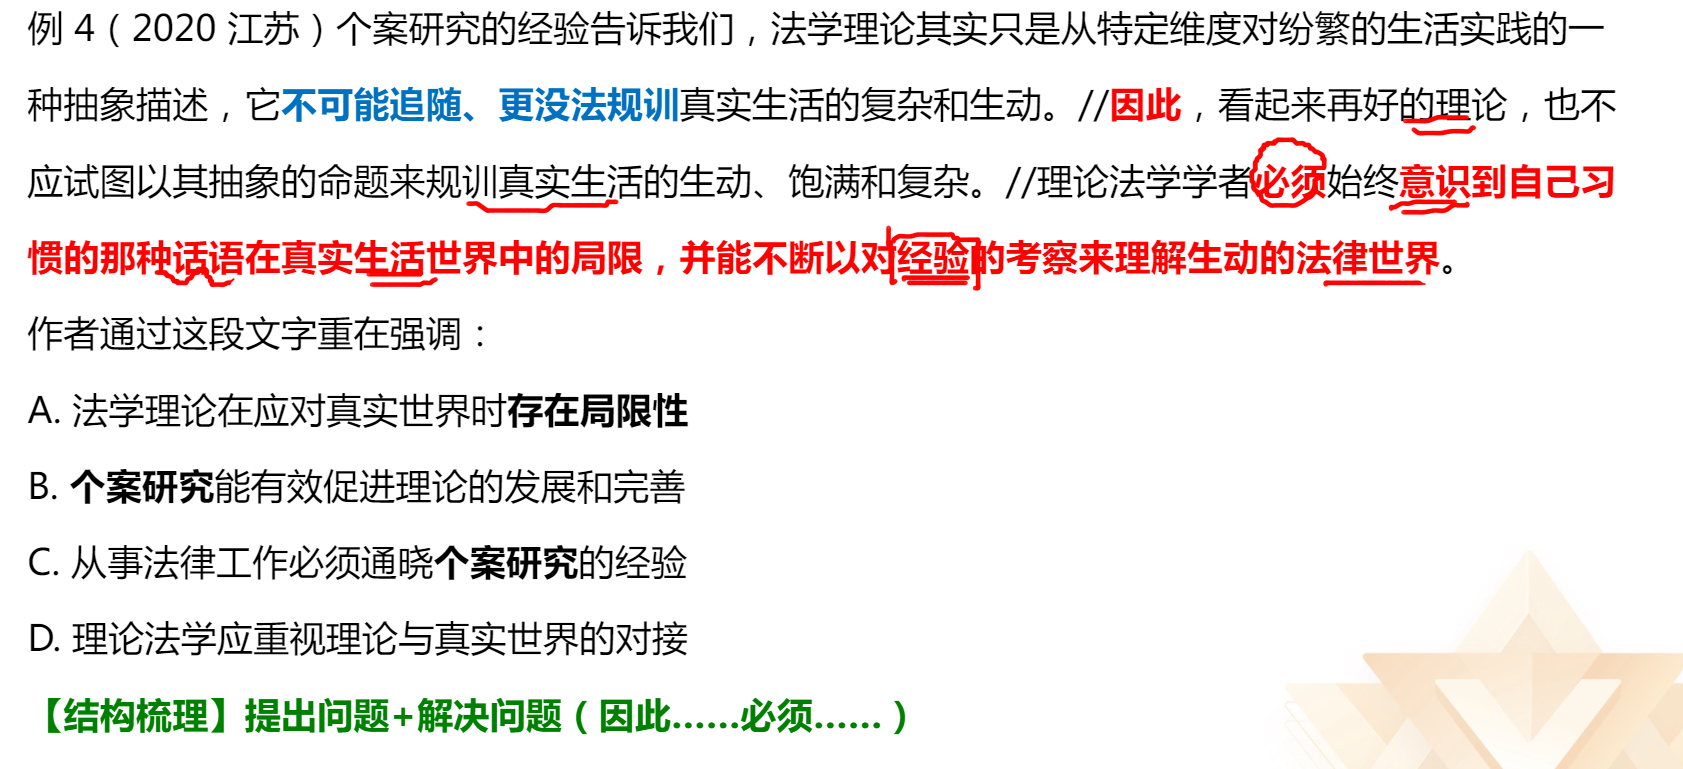 例 4（2020 江苏）个案研究的经验告诉我们，法学理论其实只是从特定维度对纷繁的生活实践的一
种抽象描述，它不可能追随、更没法规训真实生活的复杂和生动。//因此，看起来再好的理论，也不
应试图以其抽象的命题来规训真实生活的生动、饱满和复杂。//理论法学学者必须始终意识到自己习
惯的那种话语在真实生活世界中的局限，并能不断以对经验的考察来理解生动的法律世界。
作者通过这段文字重在强调：
A. 法学理论在应对真实世界时存在局限性
B. 个案研究能有效促进理论的发展和完善
C. 从事法律工作必须通晓个案研究的经验
D. 理论法学应重视理论与真实世界的对接
【结构梳理】提出问题+解决问题（因此……必须……）